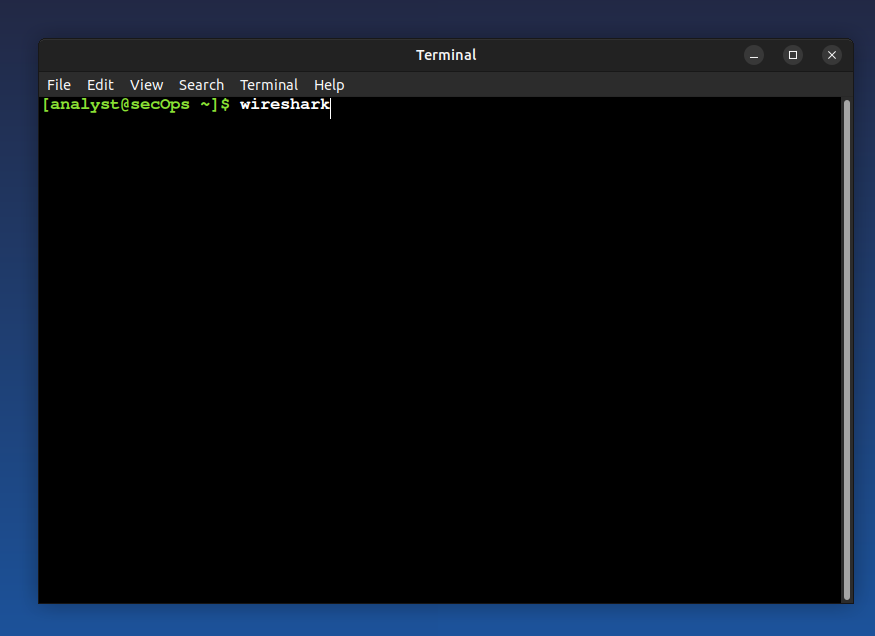 Terminal
File Edit View Search Terminal Help
[analyst@secOps ~]$ wireshark